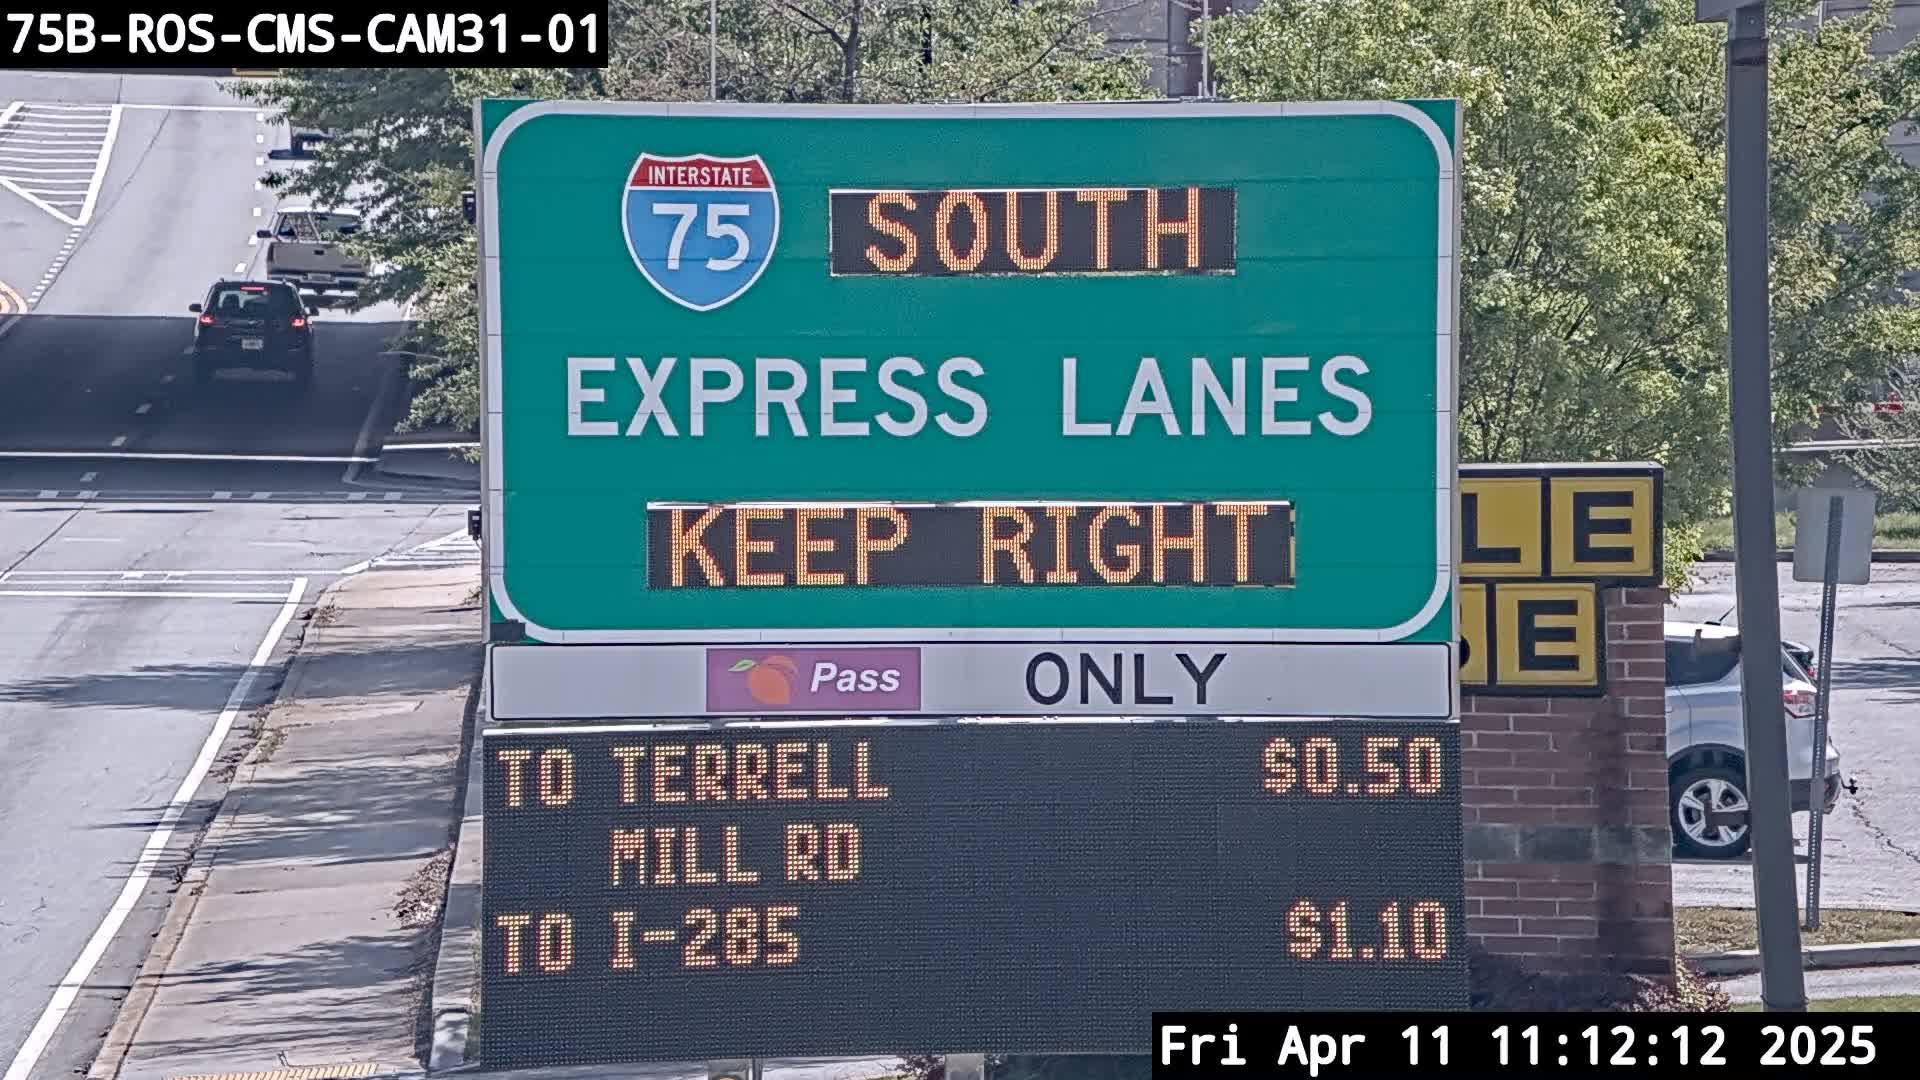 75B-ROS-CMS-CAM31-01
INTERSTATE
75
SOUTH
EXPRESS LANES
KEEP RIGHT
Pass ONLY
TO TERRELL $0.50
MILL RD
TO I-285 $1.10
LE
E
Fri Apr 11 11:12:12 2025